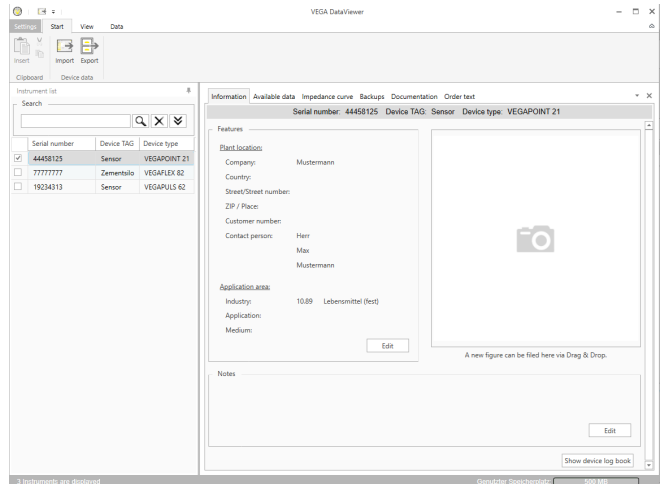 VEGA DataViewer
Settings Start View Data
Insert Import Export
Clipboard Device data
Instrument list
Search
Serial number Device TAG Device type
44458125 Sensor VEGAPOINT 21
77777777 Zementsilo VEGAFLEX 82
19234313 Sensor VEGAPULS 62
Information Available data Impedance curve Backups Documentation Order text
Serial number: 44458125 Device TAG: Sensor Device type: VEGAPOINT 21
Features
Plant location:
Company: Mustermann
Country:
Street/Street number:
ZIP / Place:
Customer number:
Contact person: Herr
Max
Mustermann
Application area:
Industry: 10.89 Lebensmittel (fest)
Application:
Medium:
Edit
A new figure can be filed here via Drag & Drop.
Notes
Edit
Show device log book
3 Instruments are displayed
Genutzter Speicherplatz: 500 MB